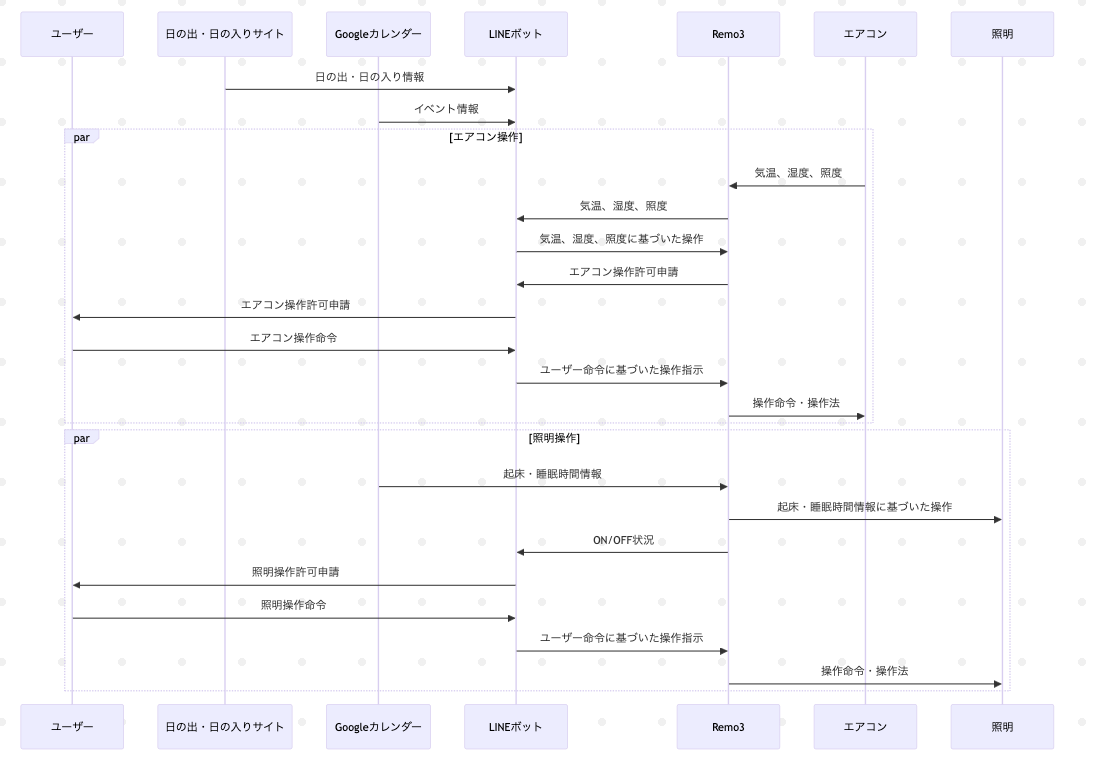 ユーザー
日の出・日の入りサイト
Googleカレンダー
LINEボット
Remo3
エアコン
照明
日の出・日の入り情報
イベント情報
par
[エアコン操作]
気温、湿度、照度
気温、湿度、照度
気温、湿度、照度に基づいた操作
エアコン操作許可申請
エアコン操作許可申請
エアコン操作命令
ユーザー命令に基づいた操作指示
操作命令・操作法
par
[照明操作]
起床・睡眠時間情報
起床・睡眠時間情報に基づいた操作
ON/OFF状況
照明操作許可申請
照明操作命令
ユーザー命令に基づいた操作指示
操作命令・操作法
ユーザー
日の出・日の入りサイト
Googleカレンダー
LINEボット
Remo3
エアコン
照明